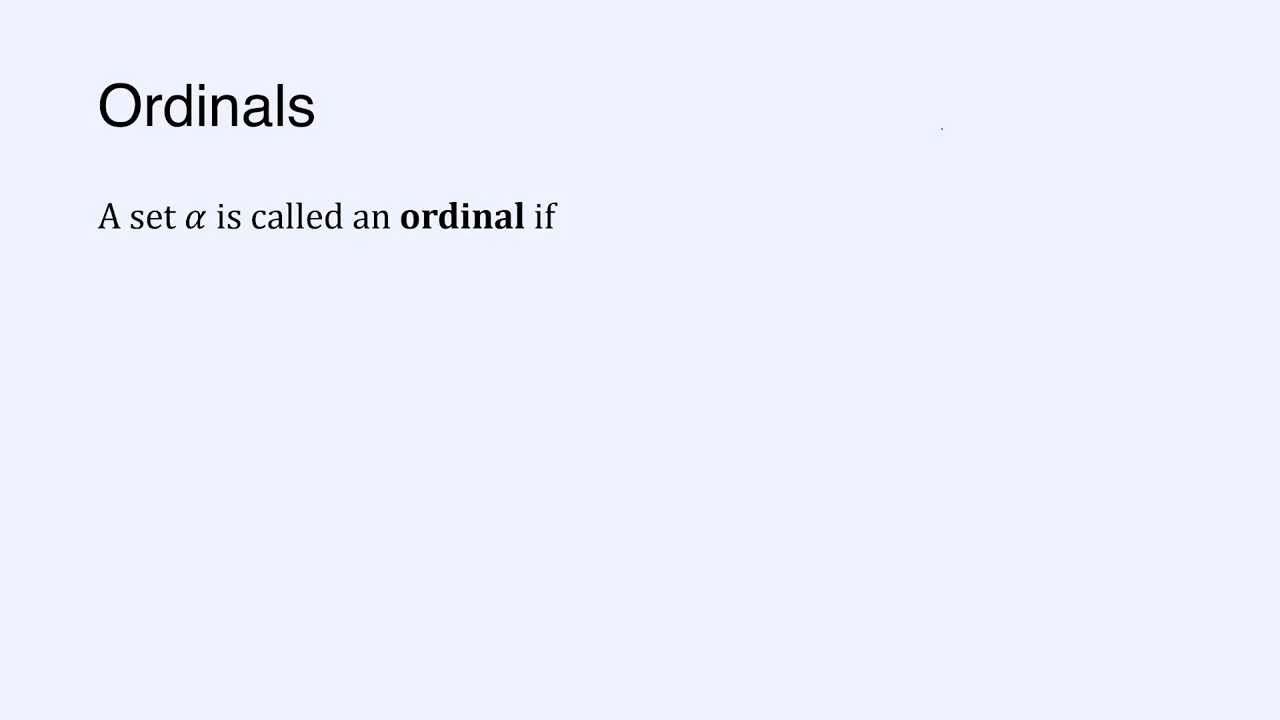 Ordinals
A set α is called an ordinal if